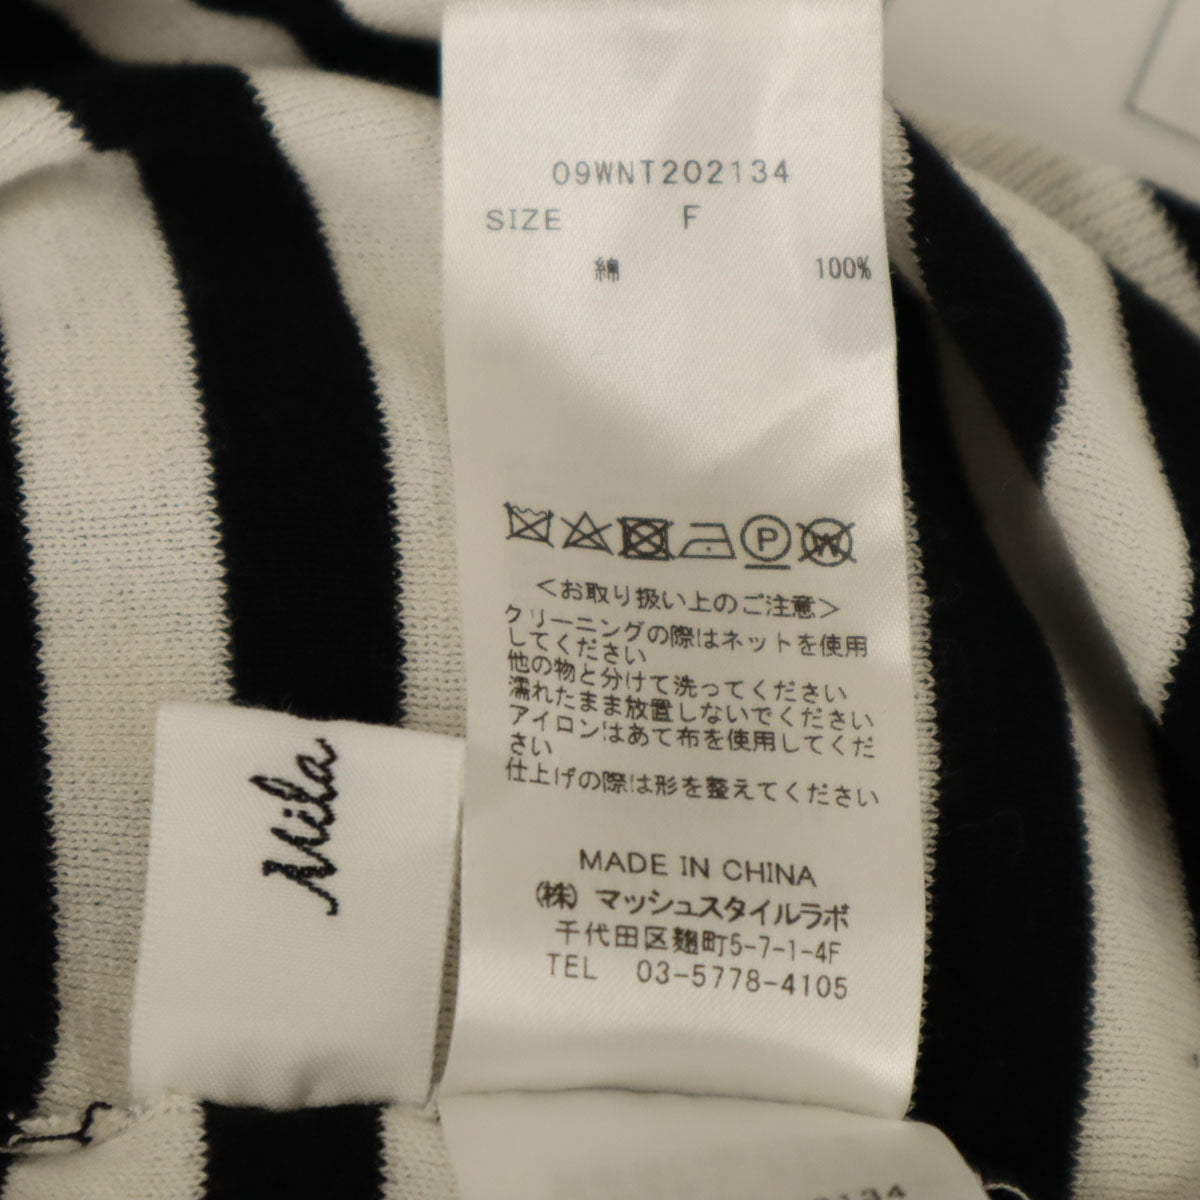 09WNT202134
SIZE F
綿 100%
P W
＜お取り扱い上のご注意＞
クリーニングの際はネットを使用
してください
他の物と分けて洗ってください
濡れたまま放置しないでください
アイロンはあて布を使用してくだ
さい
仕上げの際は形を整えてください
MADE IN CHINA
(株) マッシュスタイルラボ
千代田区麹町5-7-1-4F
TEL 03-5778-4105
Mila